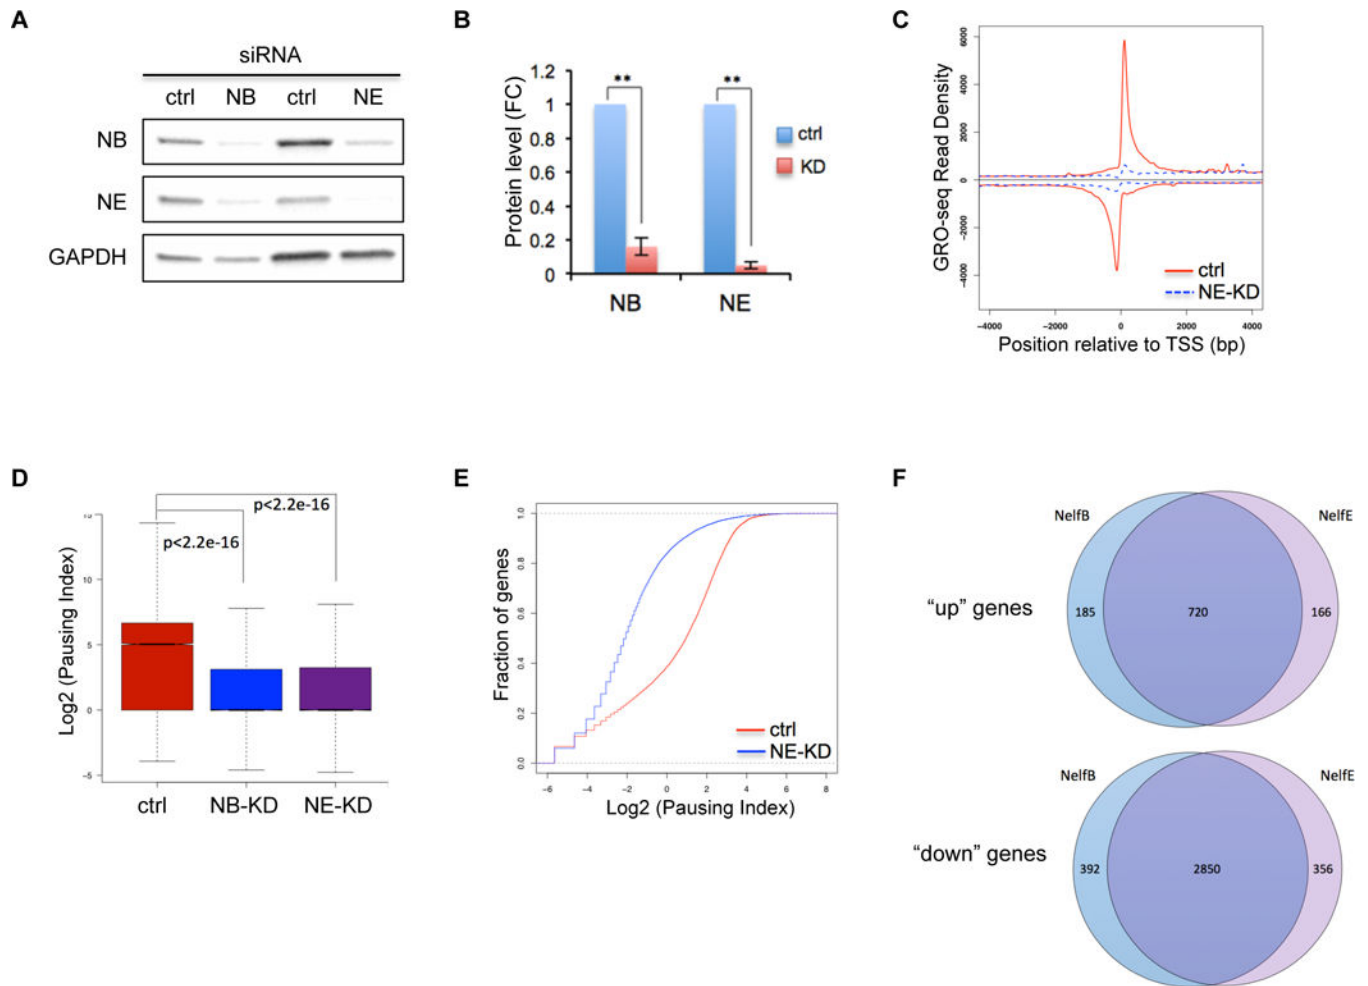 A
siRNA
ctrl NB ctrl NE
NB
NE
GAPDH
B
Protein level (FC)
1.2
1
0.8
0.6
0.4
0.2
0
** **
ctrl
KD
NB NE
C
GRO-seq Read Density
6000
4000
2000
0
-2000
-4000
ctrl
NE-KD
-4000 -2000 0 2000 4000
Position relative to TSS (bp)
D
Log2 (Pausing Index)
p<2.2e-16
p<2.2e-16
10
5
0
-5
ctrl NB-KD NE-KD
E
Fraction of genes
1.0
0.8
0.6
0.4
0.2
0.0
ctrl
NE-KD
-6 -4 -2 0 2 4 6 8
Log2 (Pausing Index)
F
NelfB NelfE
"up" genes
185 720 166
NelfB NelfE
"down" genes
392 2850 356